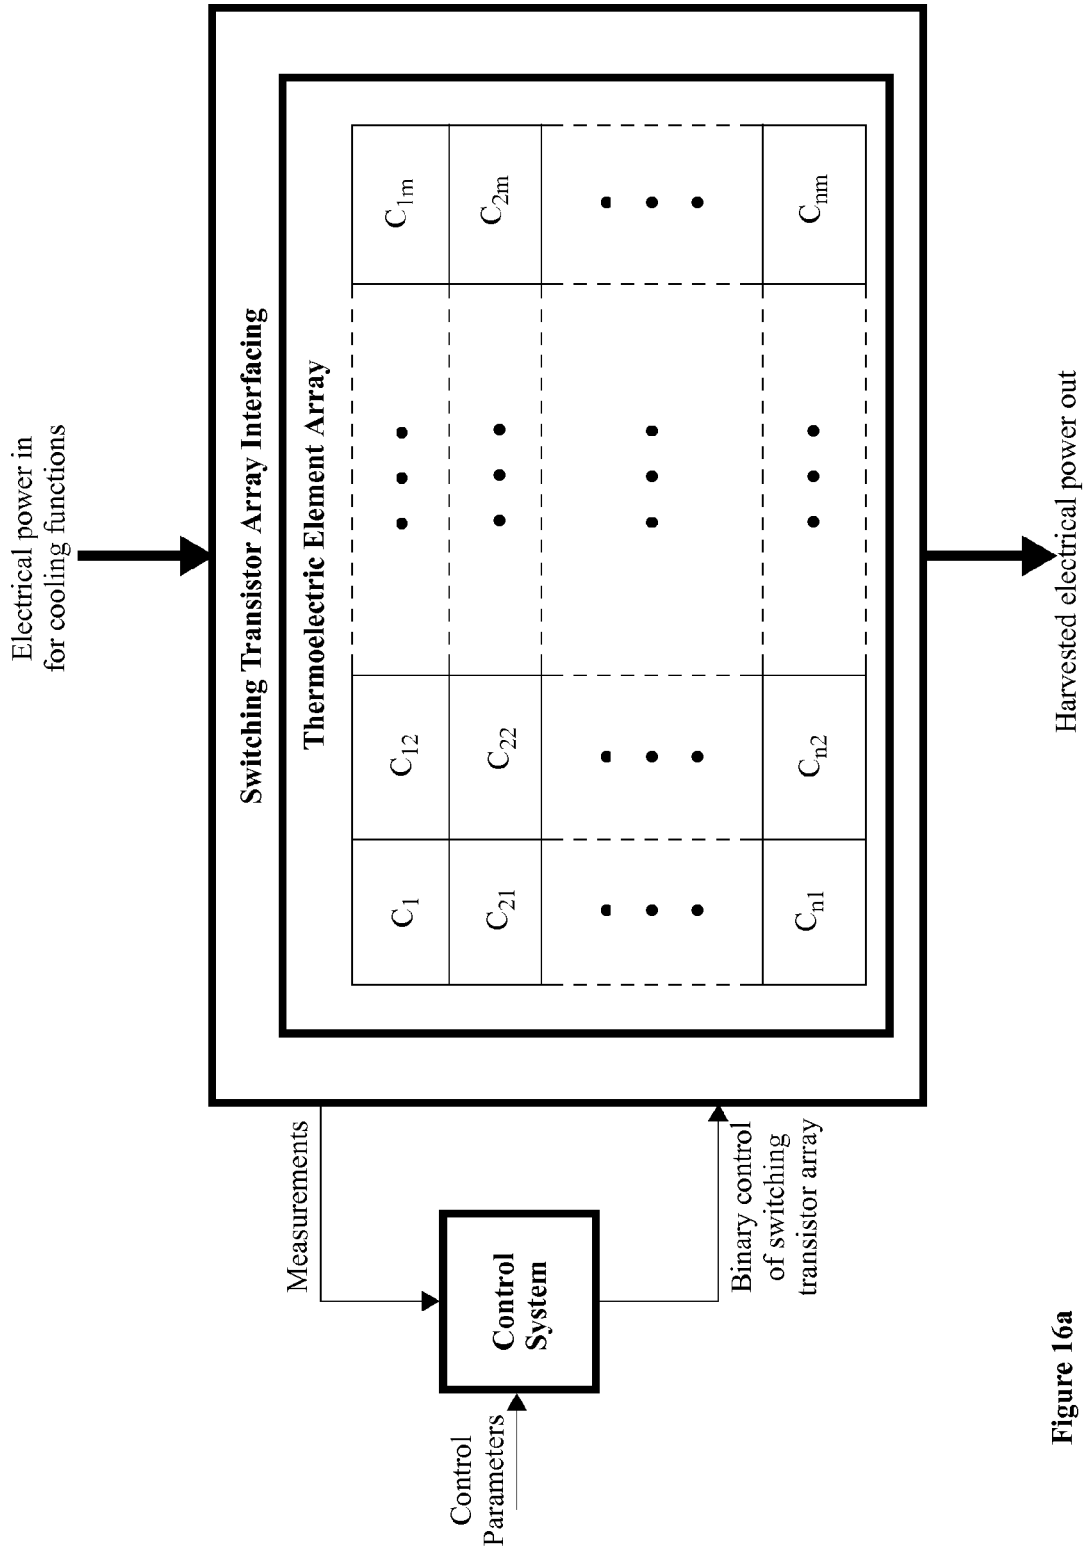 Electrical power in
for cooling functions
Switching Transistor Array Interfacing
Thermoelectric Element Array
C1 C12 C1m
C21 C22 C2m
Cn1 Cn2 Cnm
Measurements
Control
System
Control
Parameters
Binary control
of switching
transistor array
Harvested electrical power out
Figure 16a